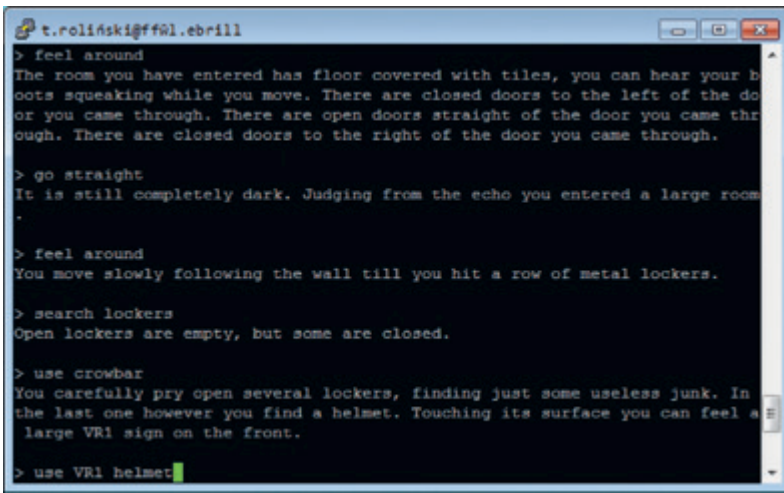 t.roliński@ffωl.ebrill
> feel around
The room you have entered has floor covered with tiles, you can hear your b
oots squeaking while you move. There are closed doors to the left of the do
or you came through. There are open doors straight of the door you came thr
ough. There are closed doors to the right of the door you came through.
> go straight
It is still completely dark. Judging from the echo you entered a large room
.
> feel around
You move slowly following the wall till you hit a row of metal lockers.
> search lockers
Open lockers are empty, but some are closed.
> use crowbar
You carefully pry open several lockers, finding just some useless junk. In
the last one however you find a helmet. Touching its surface you can feel a
 large VR1 sign on the front.
> use VR1 helmet